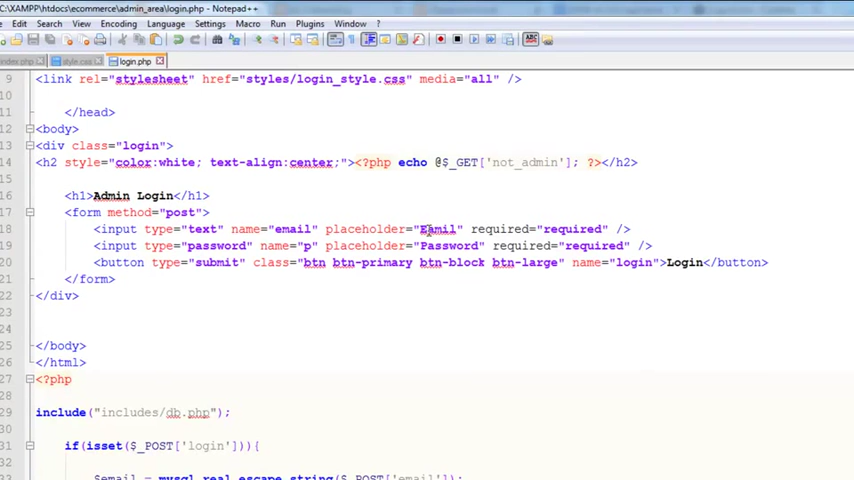 C:\XAMPP\htdocs\ecommerce\admin_area\login.php - Notepad++
File Edit Search View Encoding Language Settings Macro Run Plugins Window ?
index.php style.css login.php
9 <link rel="stylesheet" href="styles/login_style.css" media="all" />
10
11 </head>
12 <body>
13 <div class="login">
14 <h2 style="color:white; text-align:center;"><?php echo @$_GET['not_admin']; ?></h2>
15
16 <h1>Admin Login</h1>
17 <form method="post">
18 <input type="text" name="email" placeholder="Eamil" required="required" />
19 <input type="password" name="p" placeholder="Password" required="required" />
20 <button type="submit" class="btn btn-primary btn-block btn-large" name="login">Login</button>
21 </form>
22 </div>
23
24
25 </body>
26 </html>
27 <?php
28
29 include("includes/db.php");
30
31 if(isset($_POST['login'])){
32
33 $email = mysql_real_escape_string($_POST['email']);